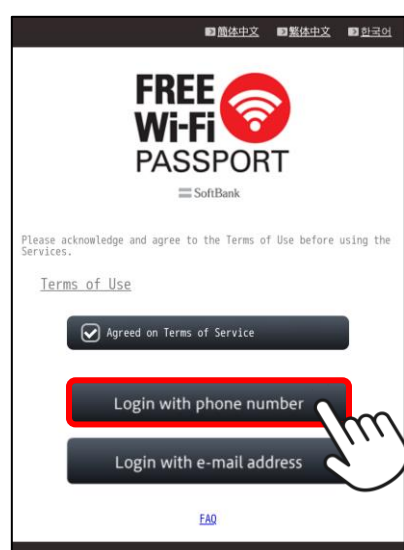 簡体中文 繁体中文 한국어
FREE
Wi-Fi
PASSPORT
SoftBank
Please acknowledge and agree to the Terms of Use before using the
Services.
Terms of Use
Agreed on Terms of Service
Login with phone number
Login with e-mail address
FAQ